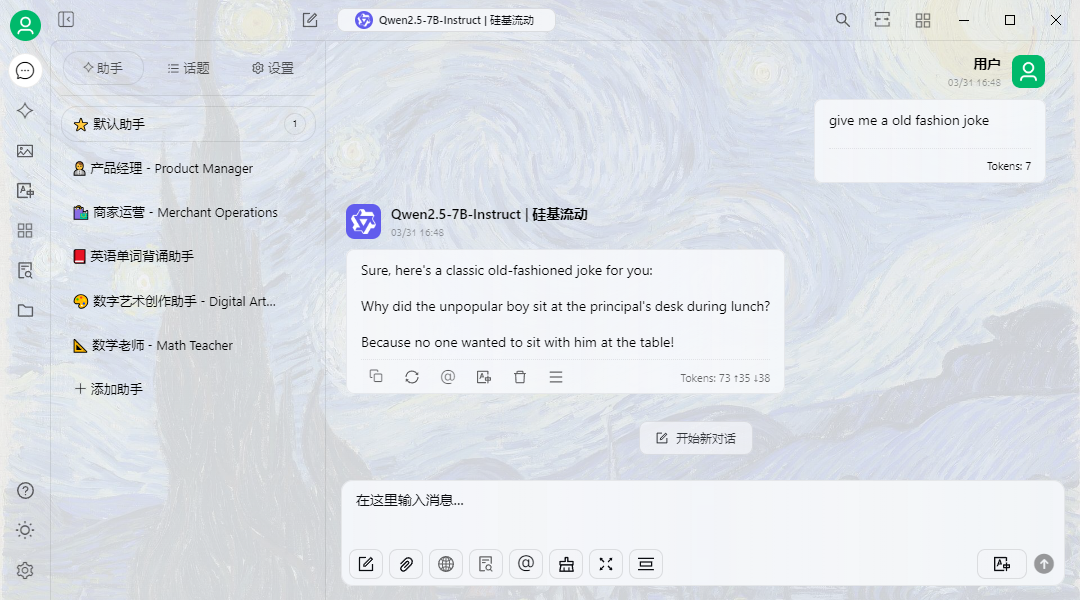 Qwen2.5-7B-Instruct | 硅基流动
助手
话题
设置
默认助手
1
产品经理 - Product Manager
商家运营 - Merchant Operations
英语单词背诵助手
数字艺术创作助手 - Digital Art...
数学老师 - Math Teacher
添加助手
用户
03/31 16:48
give me a old fashion joke
Tokens: 7
Qwen2.5-7B-Instruct | 硅基流动
03/31 16:48
Sure, here's a classic old-fashioned joke for you:
Why did the unpopular boy sit at the principal's desk during lunch?
Because no one wanted to sit with him at the table!
Tokens: 73 ↑35 ↓38
开始新对话
在这里输入消息...